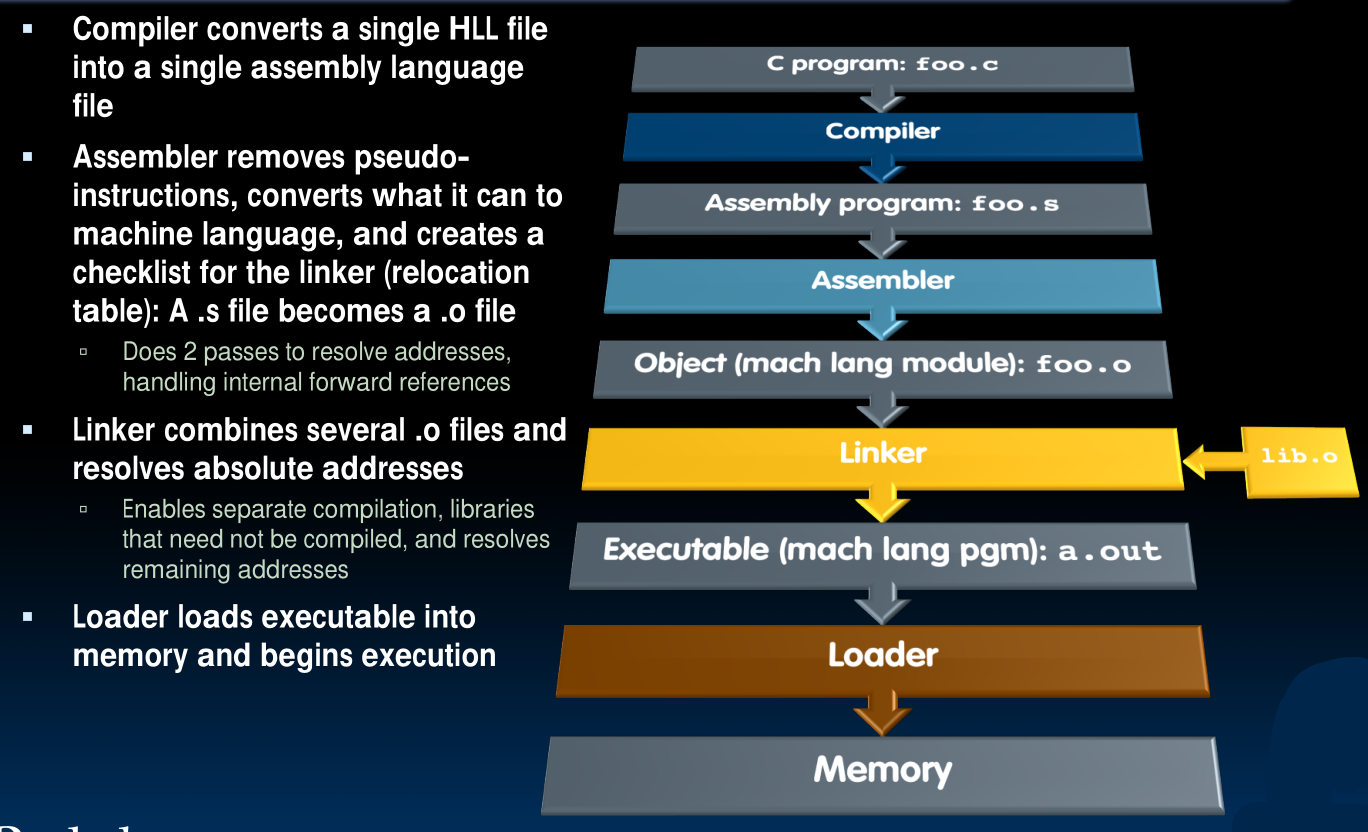 Compiler converts a single HLL file
into a single assembly language
file
Assembler removes pseudo-
instructions, converts what it can to
machine language, and creates a
checklist for the linker (relocation
table): A .s file becomes a .o file
Does 2 passes to resolve addresses,
handling internal forward references
Linker combines several .o files and
resolves absolute addresses
Enables separate compilation, libraries
that need not be compiled, and resolves
remaining addresses
Loader loads executable into
memory and begins execution
C program: foo.c
Compiler
Assembly program: foo.s
Assembler
Object (mach lang module): foo.o
Linker
lib.o
Executable (mach lang pgm): a.out
Loader
Memory